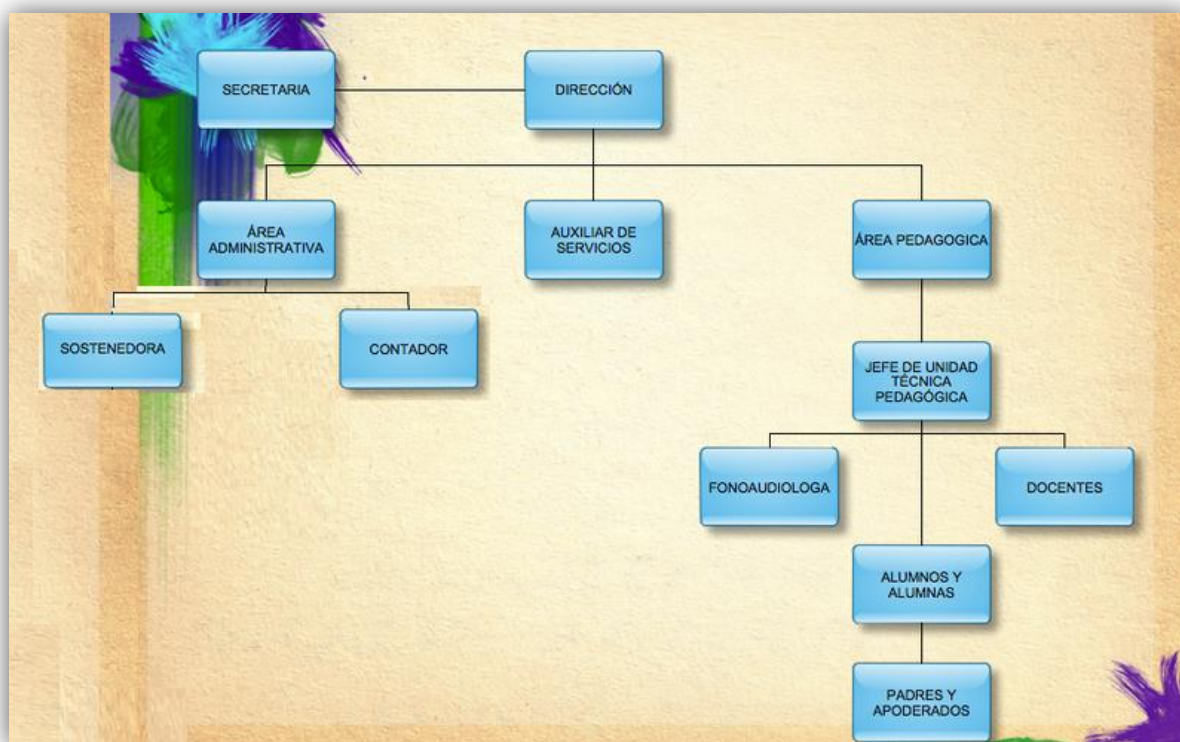 SECRETARIA
DIRECCIÓN
ÁREA
ADMINISTRATIVA
AUXILIAR DE
SERVICIOS
ÁREA PEDAGOGICA
SOSTENEDORA
CONTADOR
JEFE DE UNIDAD
TÉCNICA
PEDAGÓGICA
FONOAUDIOLOGA
DOCENTES
ALUMNOS Y
ALUMNAS
PADRES Y
APODERADOS